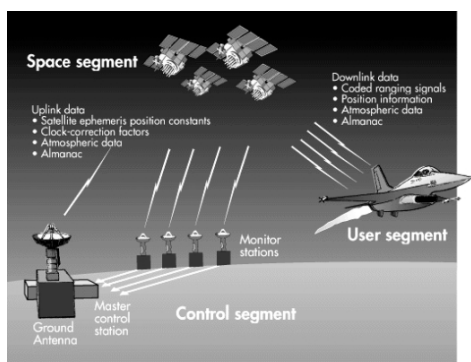 Space segment
Uplink data
• Satellite ephemeris position constants
• Clock-correction factors
• Atmospheric data
• Almanac
Downlink data
• Coded ranging signals
• Position information
• Atmospheric data
• Almanac
User segment
Monitor
stations
Master
control
station
Control segment
Ground
Antenna